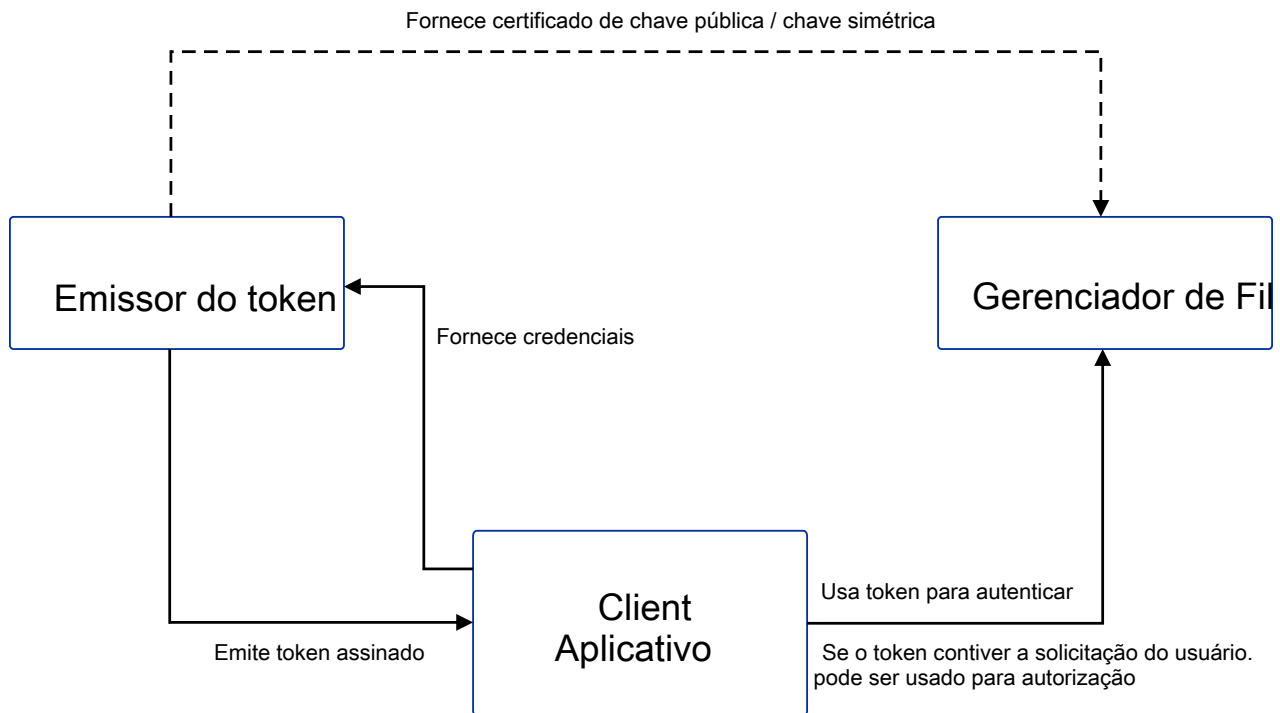 Fornece certificado de chave pública / chave simétrica
Emissor do token
Gerenciador de Fil
Fornece credenciais
Client
Aplicativo
Usa token para autenticar
Emite token assinado
Se o token contiver a solicitação do usuário.
pode ser usado para autorização